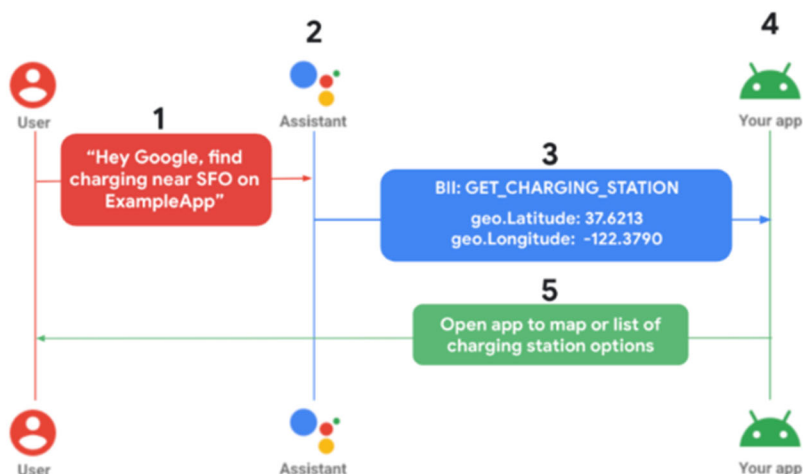 2
4
User
1
Assistant
Your app
“Hey Google, find
charging near SFO on
ExampleApp”
3
BII: GET_CHARGING_STATION
geo.Latitude: 37.6213
geo.Longitude: -122.3790
5
Open app to map or list of
charging station options
User
Assistant
Your app